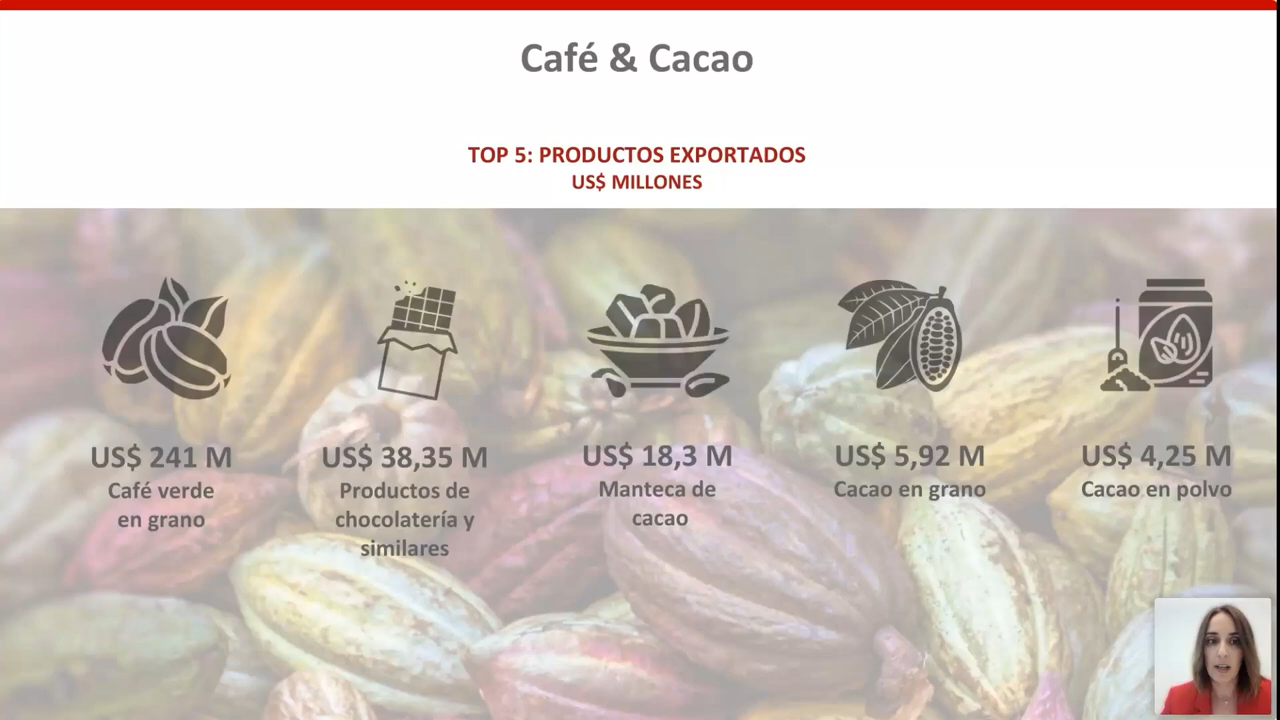 Café & Cacao
TOP 5: PRODUCTOS EXPORTADOS
US$ MILLONES
US$ 241 M
Café verde
en grano
US$ 38,35 M
Productos de
chocolatería y
similares
US$ 18,3 M
Manteca de
cacao
US$ 5,92 M
Cacao en grano
US$ 4,25 M
Cacao en polvo